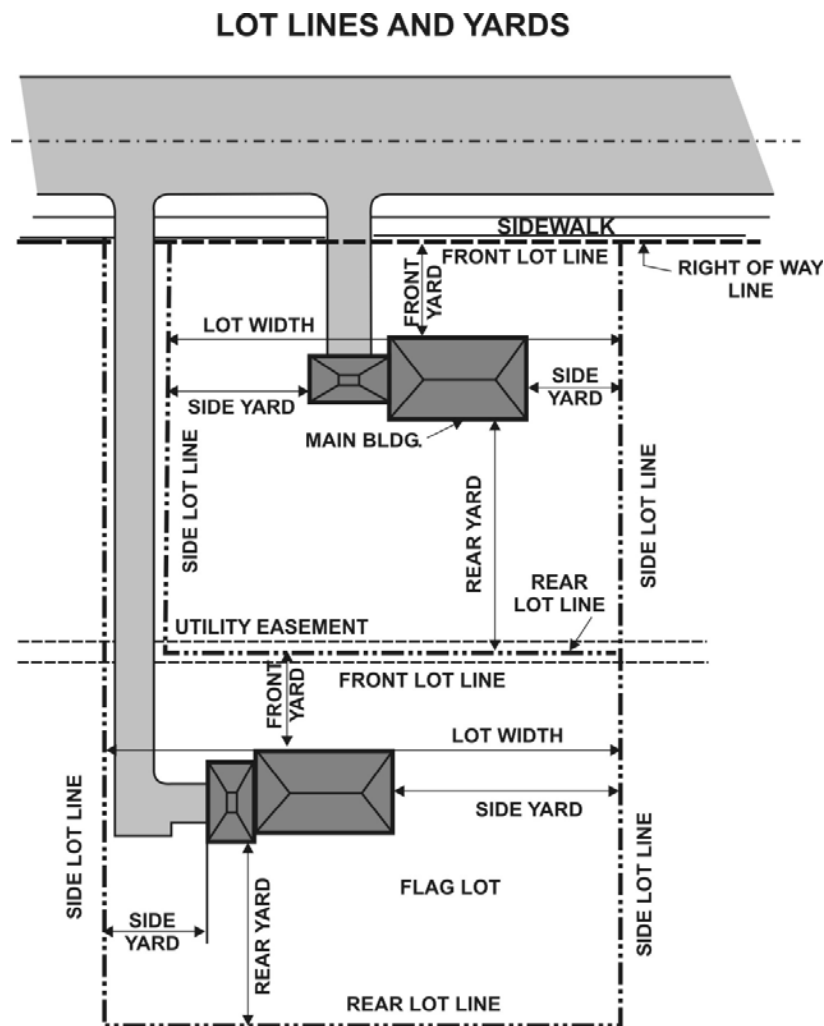 LOT LINES AND YARDS
SIDEWALK
FRONT LOT LINE
RIGHT OF WAY
LINE
FRONT
YARD
LOT WIDTH
SIDE YARD
SIDE
YARD
MAIN BLDG.
SIDE LOT LINE
REAR YARD
SIDE LOT LINE
REAR
LOT LINE
UTILITY EASEMENT
FRONT LOT LINE
FRONT
YARD
LOT WIDTH
SIDE YARD
SIDE LOT LINE
FLAG LOT
SIDE LOT LINE
SIDE
YARD
REAR YARD
REAR LOT LINE